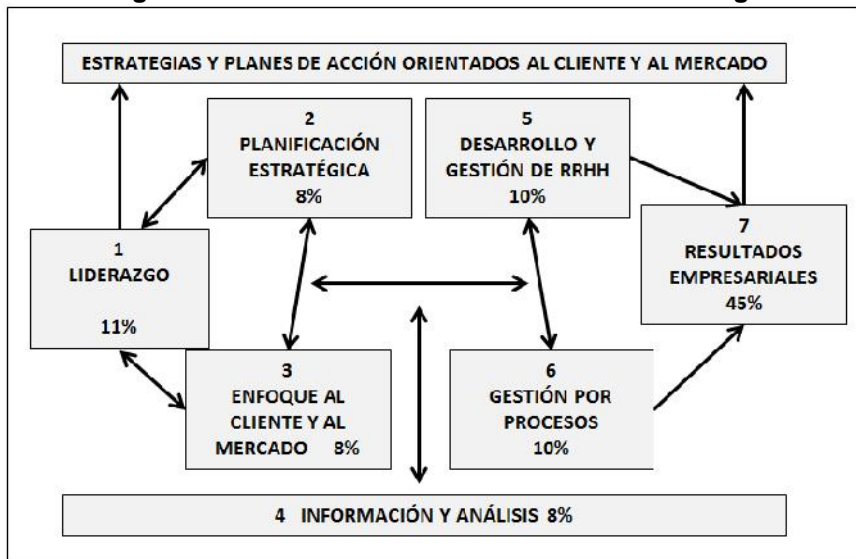 ESTRATEGIAS Y PLANES DE ACCIÓN ORIENTADOS AL CLIENTE Y AL MERCADO
2
PLANIFICACIÓN
ESTRATÉGICA
8%
5
DESARROLLO Y
GESTIÓN DE RRHH
10%
1
LIDERAZGO
11%
7
RESULTADOS
EMPRESARIALES
45%
3
ENFOQUE AL
CLIENTE Y AL
MERCADO 8%
6
GESTIÓN POR
PROCESOS
10%
4 INFORMACIÓN Y ANÁLISIS 8%